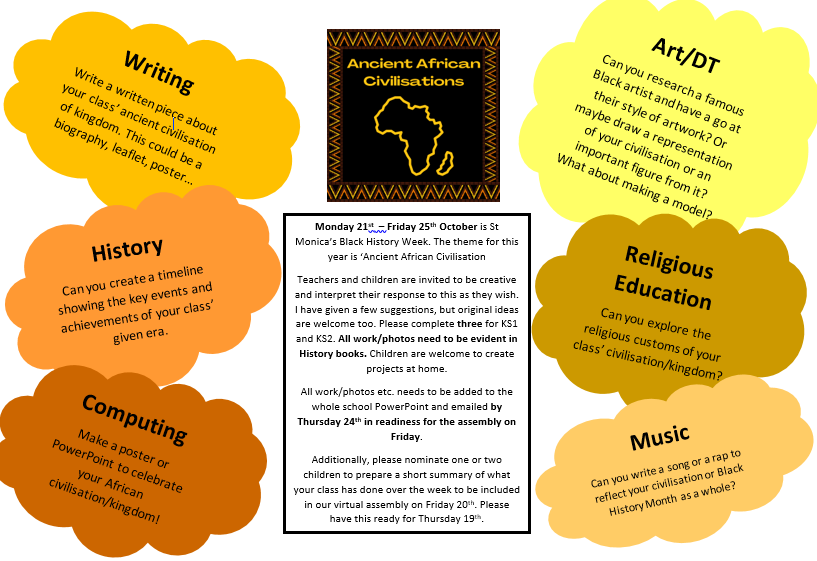 Writing
Write a written piece about
your class’ ancient civilisation
of kingdom. This could be a
biography, leaflet, poster…
Ancient African
Civilisations
Art/DT
Can you research a famous
Black artist and have a go at
their style of artwork? Or
maybe draw a representation
of your civilisation or an
important figure from it?
What about making a model?
History
Can you create a timeline
showing the key events and
achievements of your class’
given era.
Monday 21st – Friday 25th October is St
Monica’s Black History Week. The theme for this
year is ‘Ancient African Civilisation
Teachers and children are invited to be creative
and interpret their response to this as they wish.
I have given a few suggestions, but original ideas
are welcome too. Please complete three for KS1
and KS2. All work/photos need to be evident in
History books. Children are welcome to create
projects at home.
All work/photos etc. needs to be added to the
whole school PowerPoint and emailed by
Thursday 24th in readiness for the assembly on
Friday.
Additionally, please nominate one or two
children to prepare a short summary of what
your class has done over the week to be included
in our virtual assembly on Friday 20th. Please
have this ready for Thursday 19th.
Religious
Education
Can you explore the
religious customs of your
class’ civilisation/kingdom?
Computing
Make a poster or
PowerPoint to celebrate
your African
civilisation/kingdom!
Music
Can you write a song or a rap to
reflect your civilisation or Black
History Month as a whole?